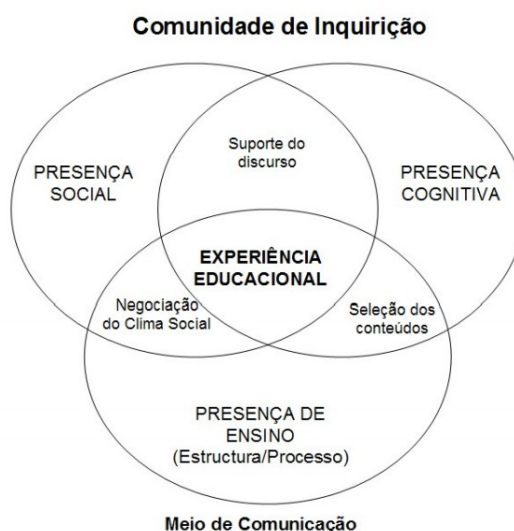 Comunidade de Inquirição
Suporte do
discurso
PRESENÇA
SOCIAL
PRESENÇA
COGNITIVA
EXPERIÊNCIA
EDUCACIONAL
Negociação
do Clima Social
Seleção dos
conteúdos
PRESENÇA DE
ENSINO
(Estructura/Processo)
Meio de Comunicação